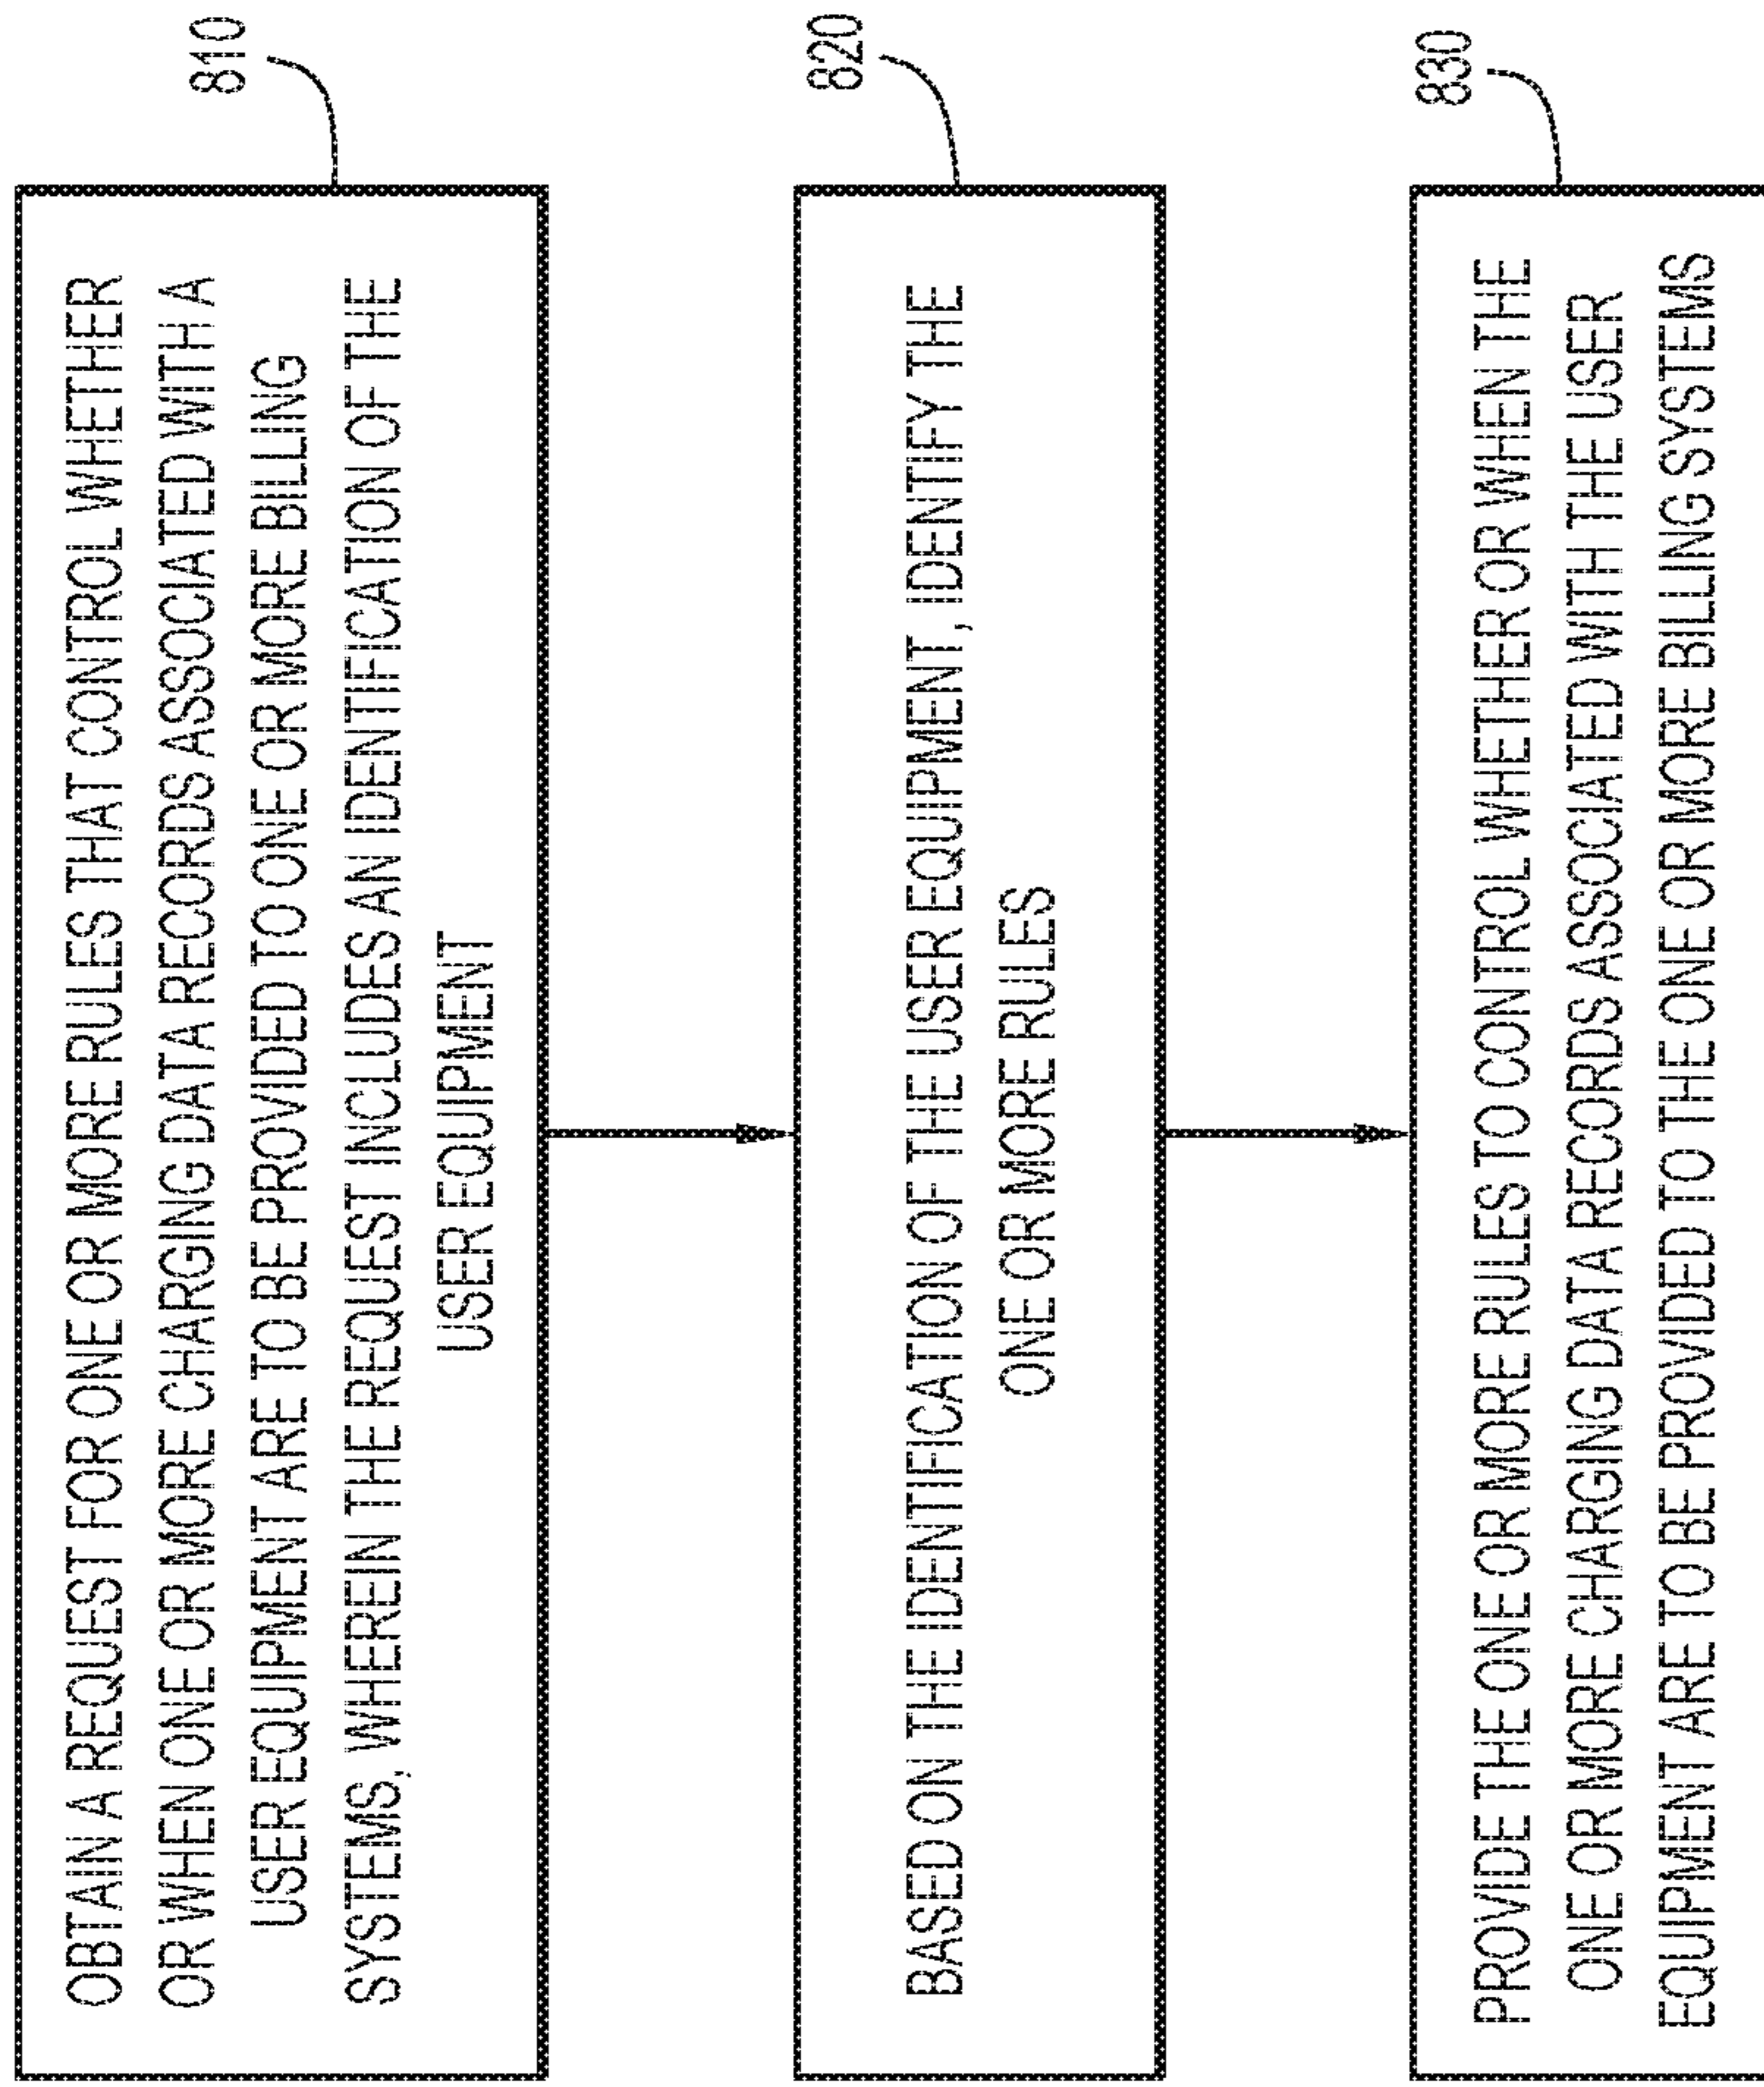 810
OBTAIN A REQUEST FOR ONE OR MORE RULES THAT CONTROL WHETHER
OR WHEN ONE OR MORE CHARGING DATA RECORDS ASSOCIATED WITH A
USER EQUIPMENT ARE TO BE PROVIDED TO ONE OR MORE BILLING
SYSTEMS, WHEREIN THE REQUEST INCLUDES AN IDENTIFICATION OF THE
USER EQUIPMENT
820
BASED ON THE IDENTIFICATION OF THE USER EQUIPMENT, IDENTIFY THE
ONE OR MORE RULES
830
PROVIDE THE ONE OR MORE RULES TO CONTROL WHETHER OR WHEN THE
ONE OR MORE CHARGING DATA RECORDS ASSOCIATED WITH THE USER
EQUIPMENT ARE TO BE PROVIDED TO THE ONE OR MORE BILLING SYSTEMS